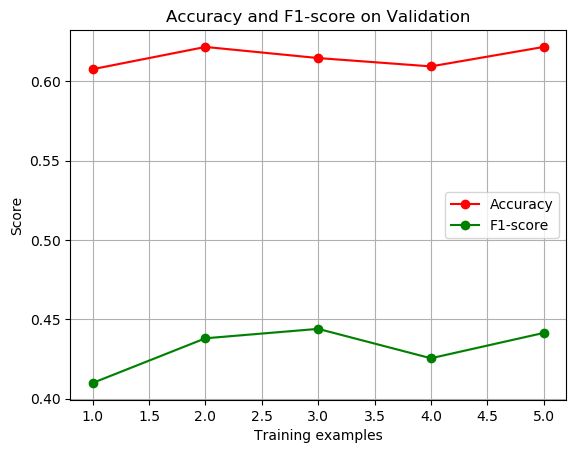 Accuracy and F1-score on Validation
Score
0.60
0.55
0.50
0.45
0.40
Accuracy
F1-score
1.0 1.5 2.0 2.5 3.0 3.5 4.0 4.5 5.0
Training examples